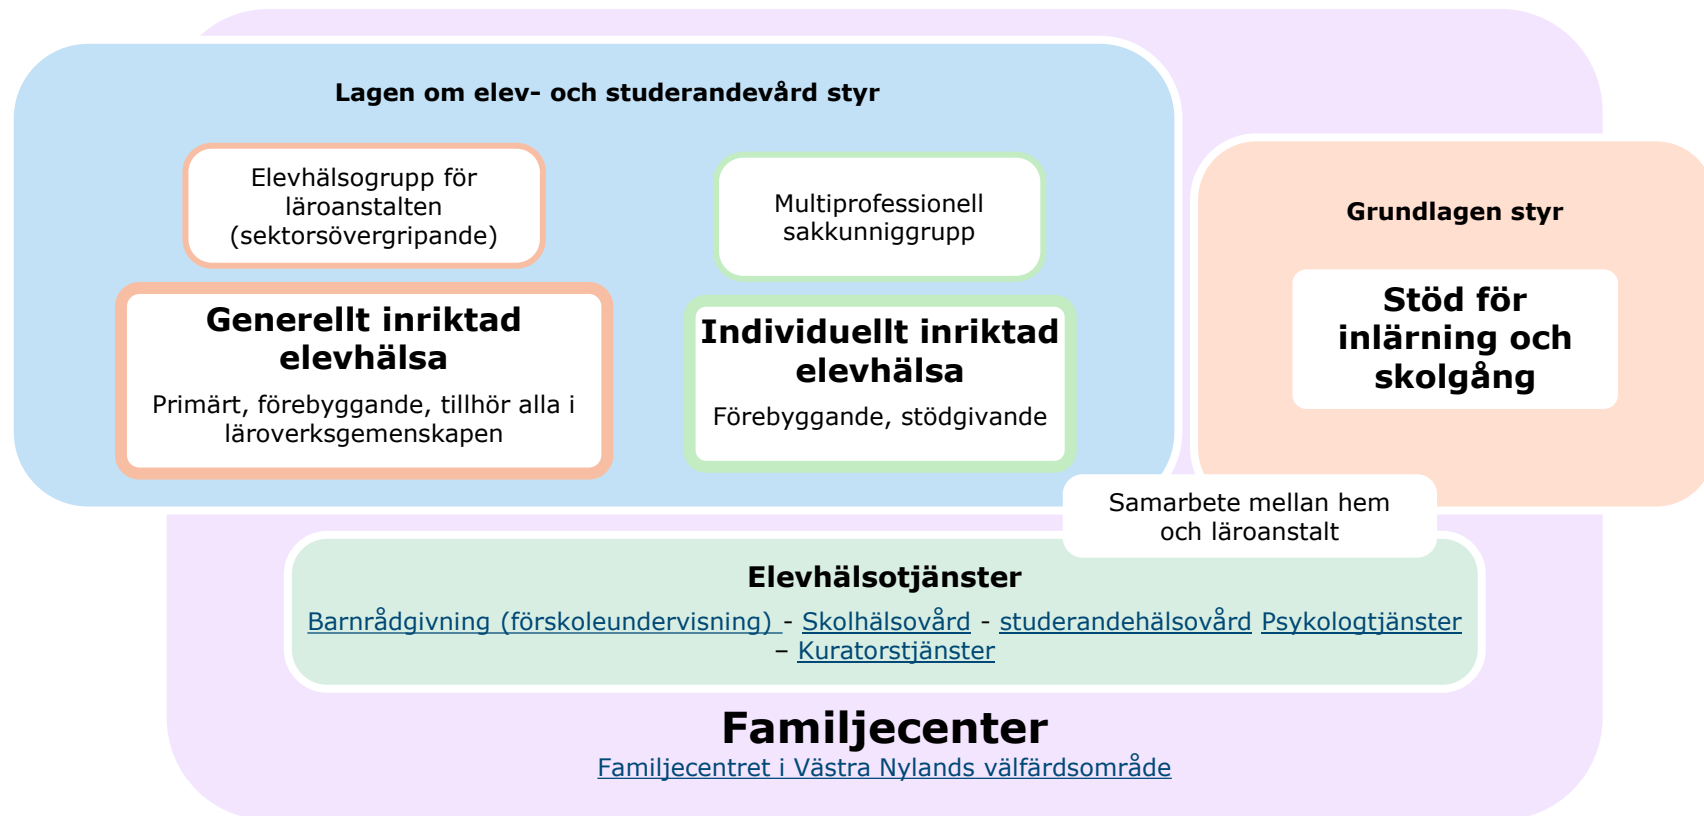 Lagen om elev- och studerandevård styr
Elevhälsogrupp för
läroanstalten
(sektorsövergripande)
Multiprofessionell
sakkunniggrupp
Grundlagen styr
Generellt inriktad
elevhälsa
Primärt, förebyggande, tillhör alla i
läroverksgemenskapen
Individuellt inriktad
elevhälsa
Förebyggande, stödgivande
Stöd för
inlärning och
skolgång
Samarbete mellan hem
och läroanstalt
Elevhälsotjänster
Barnrådgivning (förskoleundervisning) - Skolhälsovård - studerandehälsovård Psykologtjänster
– Kuratorstjänster
Familjecenter
Familjecentret i Västra Nylands välfärdsområde